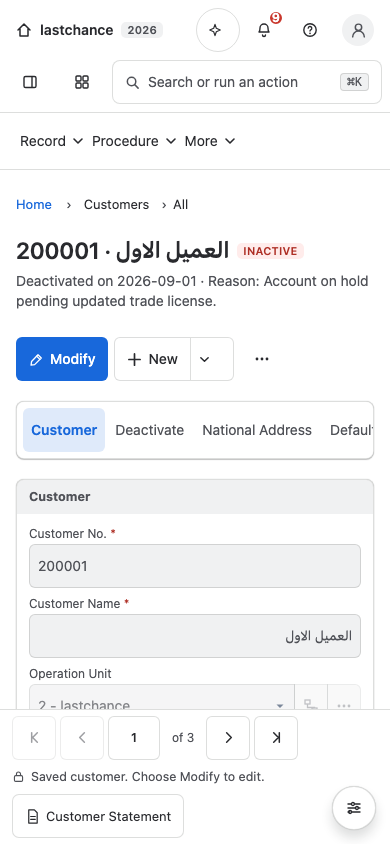 lastchance 2026 9
Search or run an action ⌘K
Record Procedure More
Home › Customers › All
200001 · العميل الاول INACTIVE
Deactivated on 2026-09-01 · Reason: Account on hold
pending updated trade license.
Modify New ···
Customer Deactivate National Address Defaul
Customer
Customer No. *
200001
Customer Name *
العميل الاول
Operation Unit
2 - lastchance
1 of 3
Saved customer. Choose Modify to edit.
Customer Statement